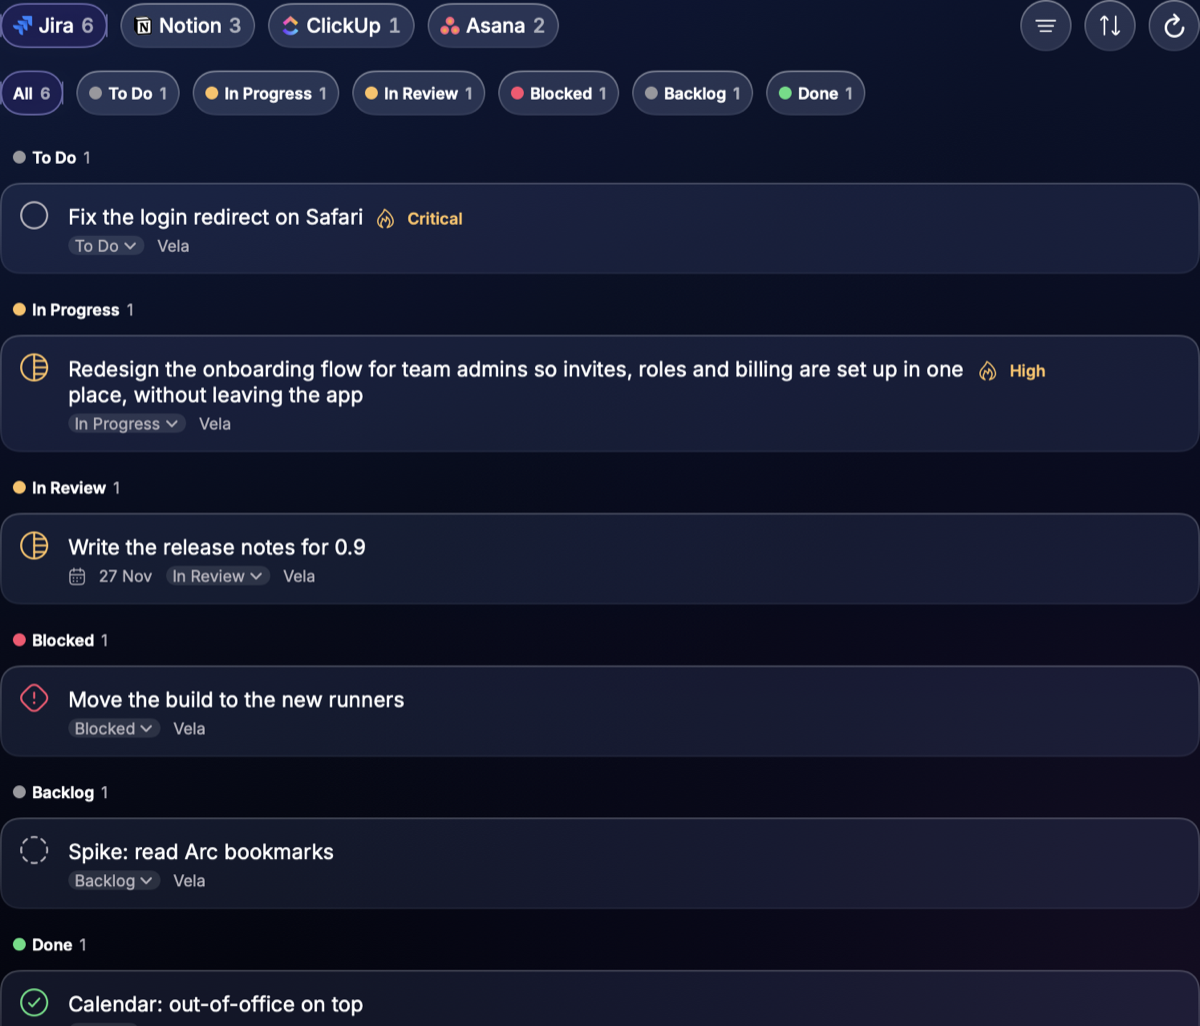 Jira 6 Notion 3 ClickUp 1 Asana 2
All 6 To Do 1 In Progress 1 In Review 1 Blocked 1 Backlog 1 Done 1
To Do 1
Fix the login redirect on Safari Critical
To Do Vela
In Progress 1
Redesign the onboarding flow for team admins so invites, roles and billing are set up in one High
place, without leaving the app
In Progress Vela
In Review 1
Write the release notes for 0.9
27 Nov In Review Vela
Blocked 1
Move the build to the new runners
Blocked Vela
Backlog 1
Spike: read Arc bookmarks
Backlog Vela
Done 1
Calendar: out-of-office on top